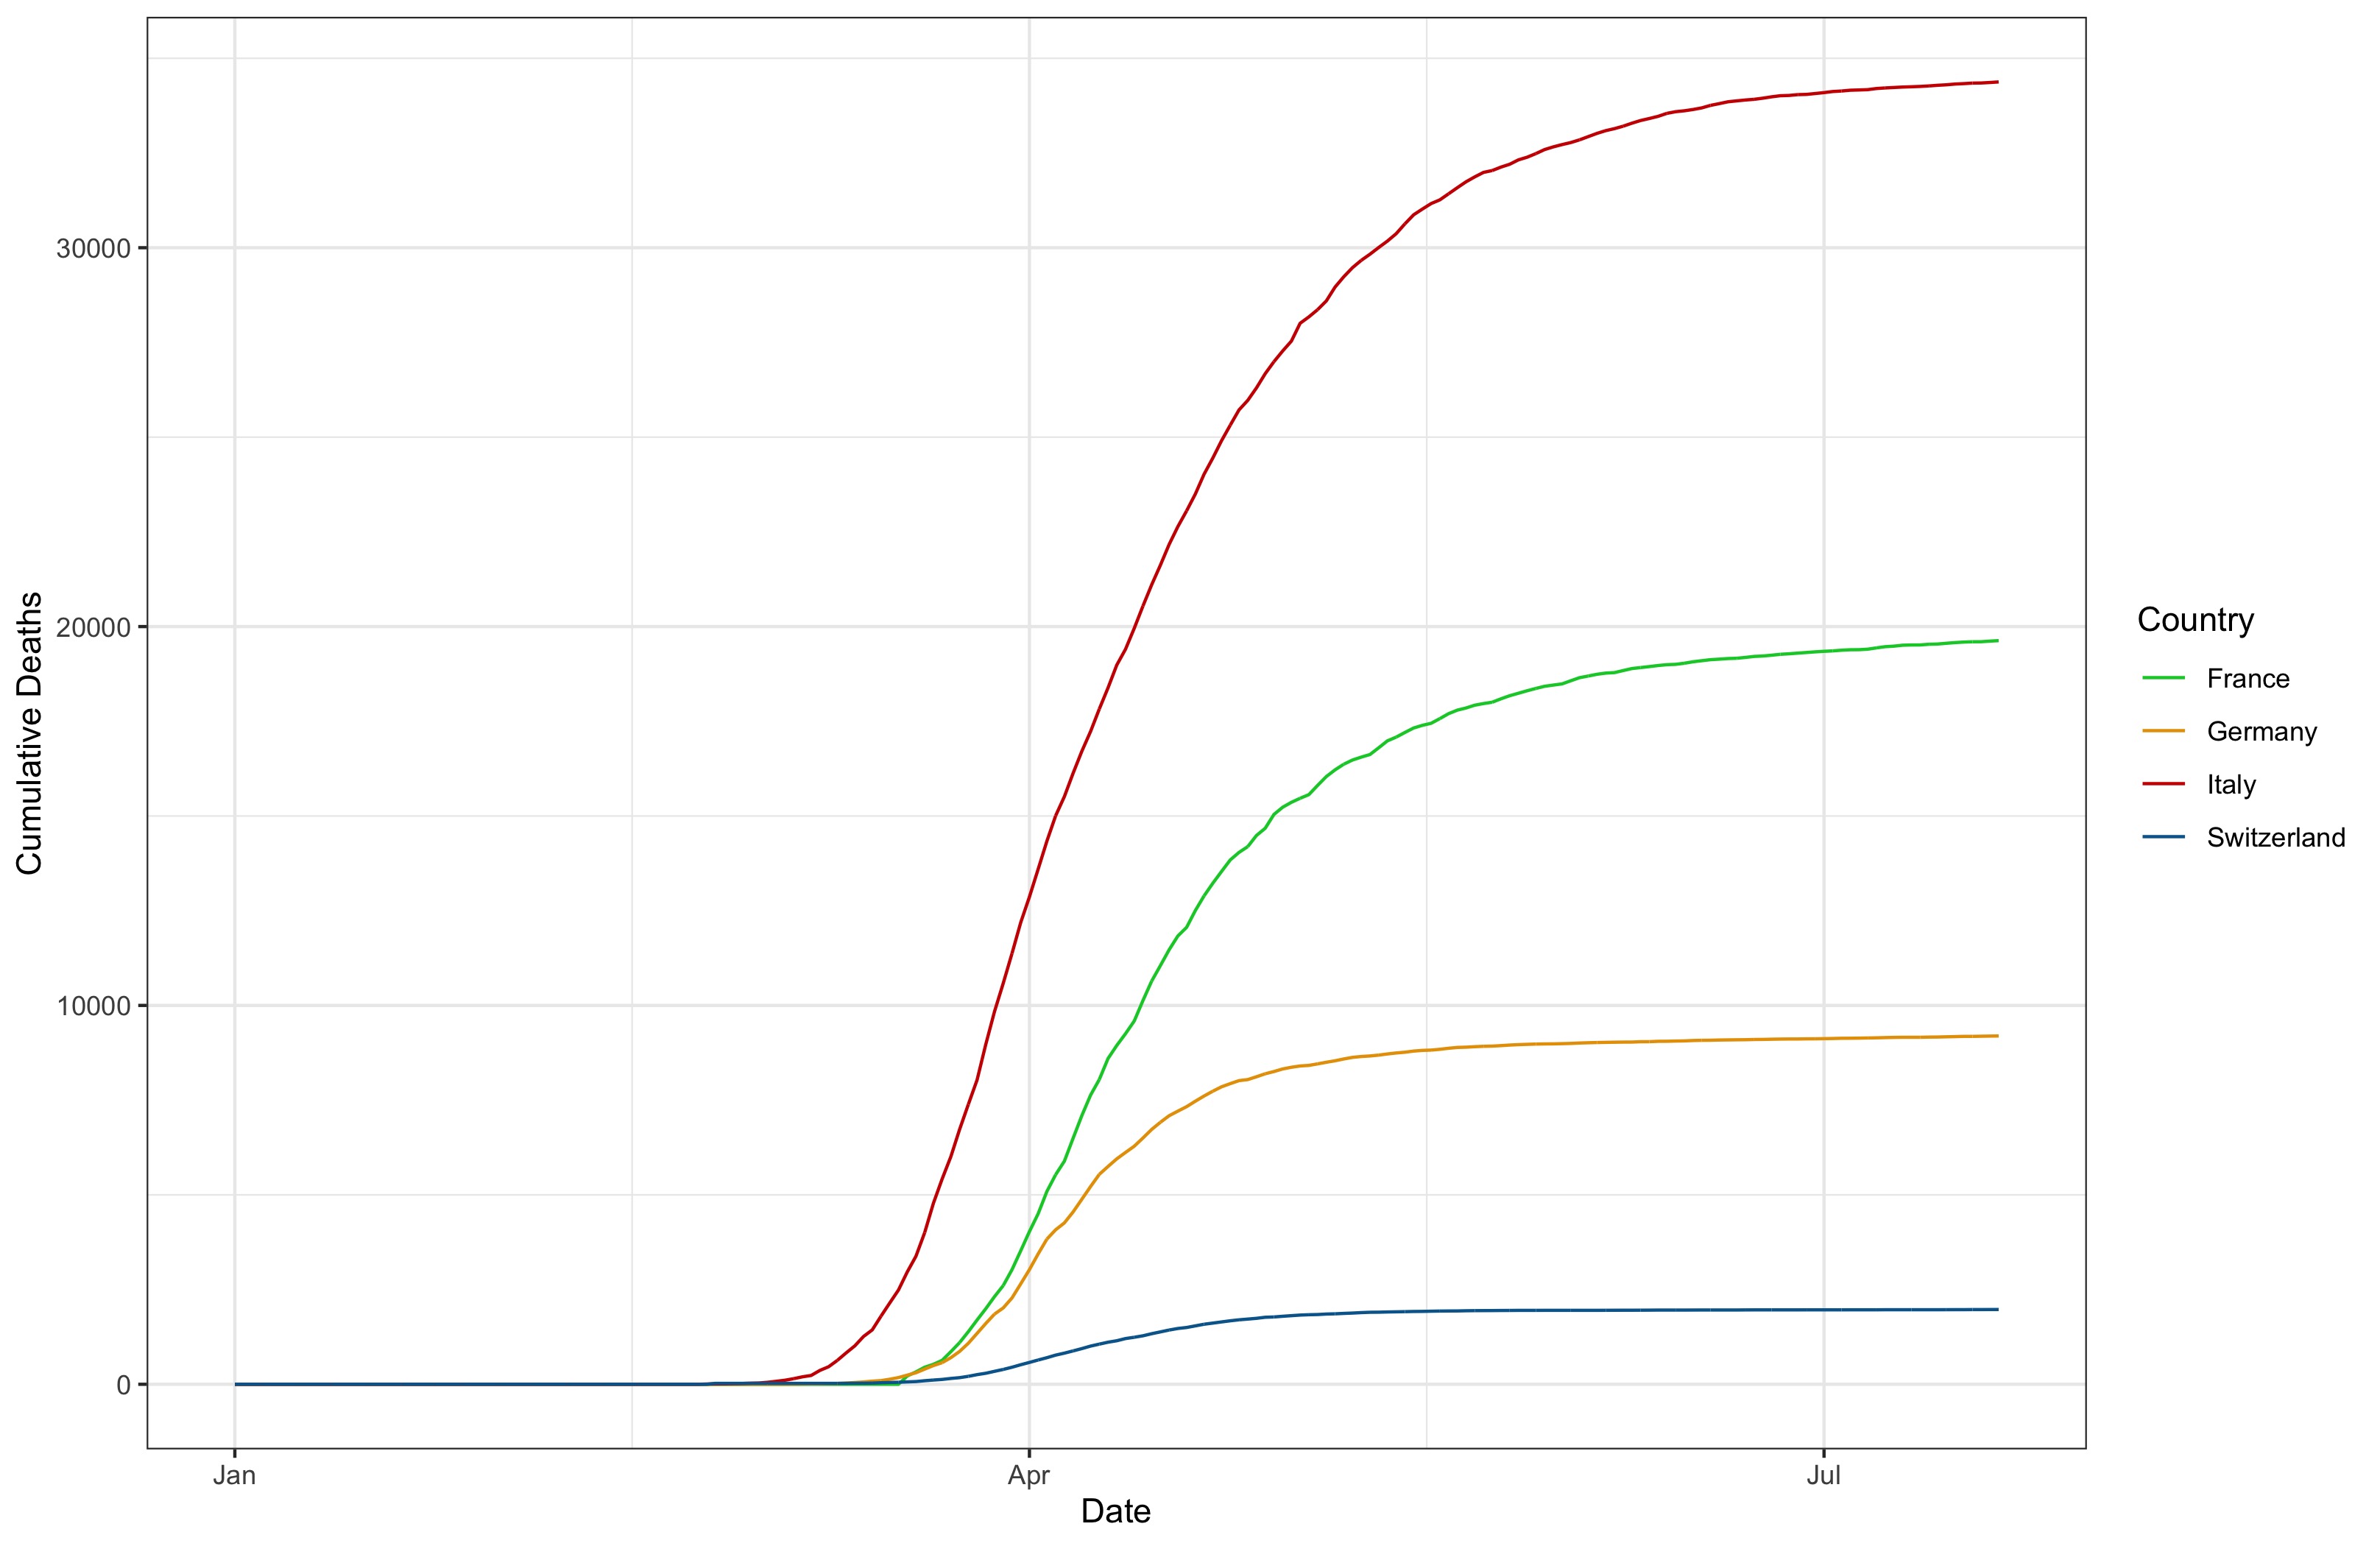 Cumulative Deaths
30000
20000
10000
0
Jan
Apr
Jul
Date
Country
France
Germany
Italy
Switzerland